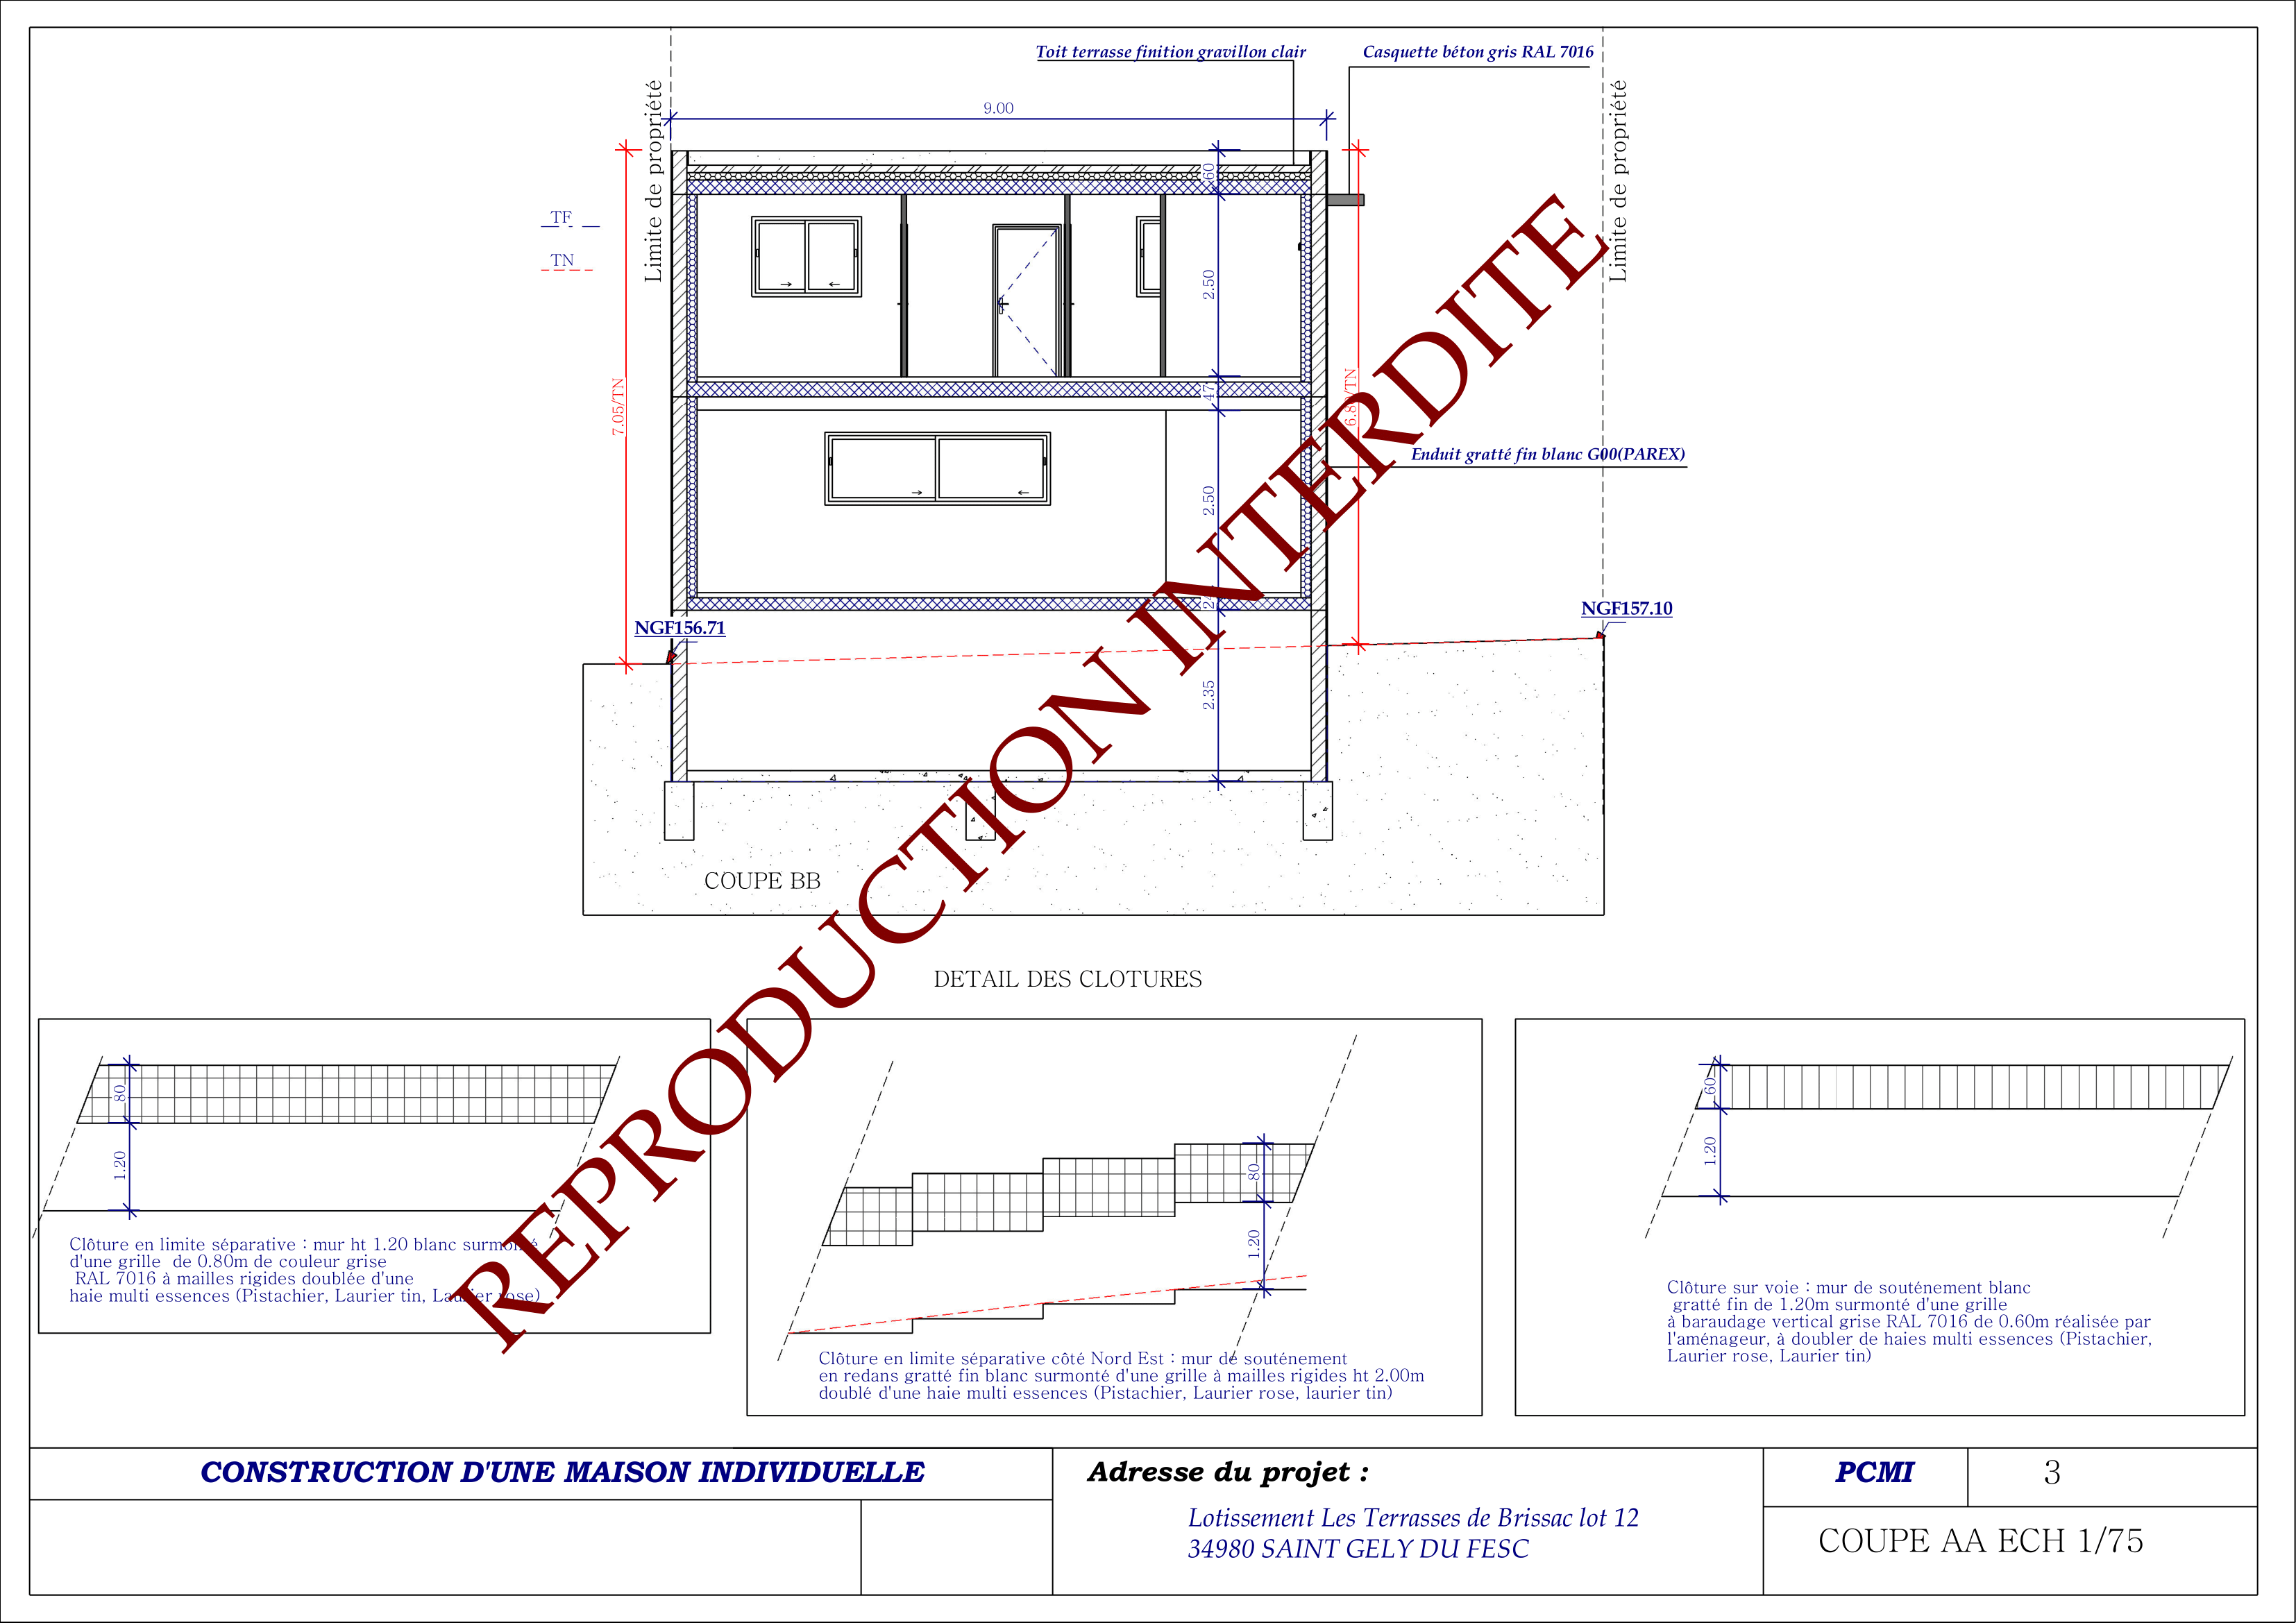 Toit terrasse finition gravillon clair
Casquette béton gris RAL 7016
Limite de propriété
Limite de propriété
9.00
60
TF
TN
2.50
7.05/TN
47
6.80/TN
Enduit gratté fin blanc G00(PAREX)
2.50
NGF156.71
NGF157.10
2.35
COUPE BB
REPRODUCTION INTERDITE
DETAIL DES CLOTURES
80
1.20
Clôture en limite séparative : mur ht 1.20 blanc surmonté
d'une grille de 0.80m de couleur grise
RAL 7016 à mailles rigides doublée d'une
haie multi essences (Pistachier, Laurier tin, Laurier rose)
80
1.20
Clôture en limite séparative côté Nord Est : mur de souténement
en redans gratté fin blanc surmonté d'une grille à mailles rigides ht 2.00m
doublé d'une haie multi essences (Pistachier, Laurier rose, laurier tin)
60
1.20
Clôture sur voie : mur de souténement blanc
gratté fin de 1.20m surmonté d'une grille
à baraudage vertical grise RAL 7016 de 0.60m réalisée par
l'aménageur, à doubler de haies multi essences (Pistachier,
Laurier rose, Laurier tin)
CONSTRUCTION D'UNE MAISON INDIVIDUELLE
Adresse du projet :
Lotissement Les Terrasses de Brissac lot 12
34980 SAINT GELY DU FESC
PCMI
3
COUPE AA ECH 1/75